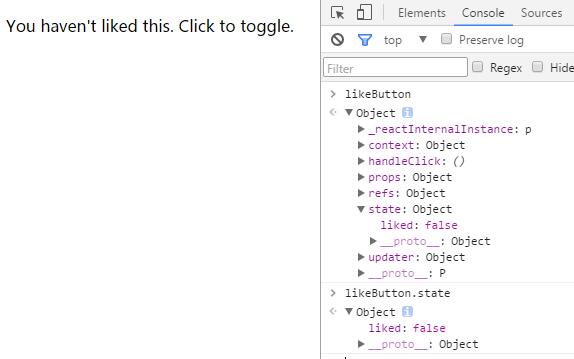 You haven't liked this. Click to toggle.
Elements Console Sources
top Preserve log
Filter Regex Hide
> likeButton
Object i
_reactInternalInstance: p
context: Object
handleClick: ()
props: Object
refs: Object
state: Object
liked: false
__proto__: Object
updater: Object
__proto__: P
> likeButton.state
Object i
liked: false
__proto__: Object